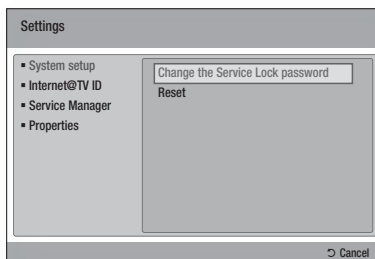 Settings
▪ System setup
▪ Internet@TV ID
▪ Service Manager
▪ Properties
Change the Service Lock password
Reset
⮌ Cancel